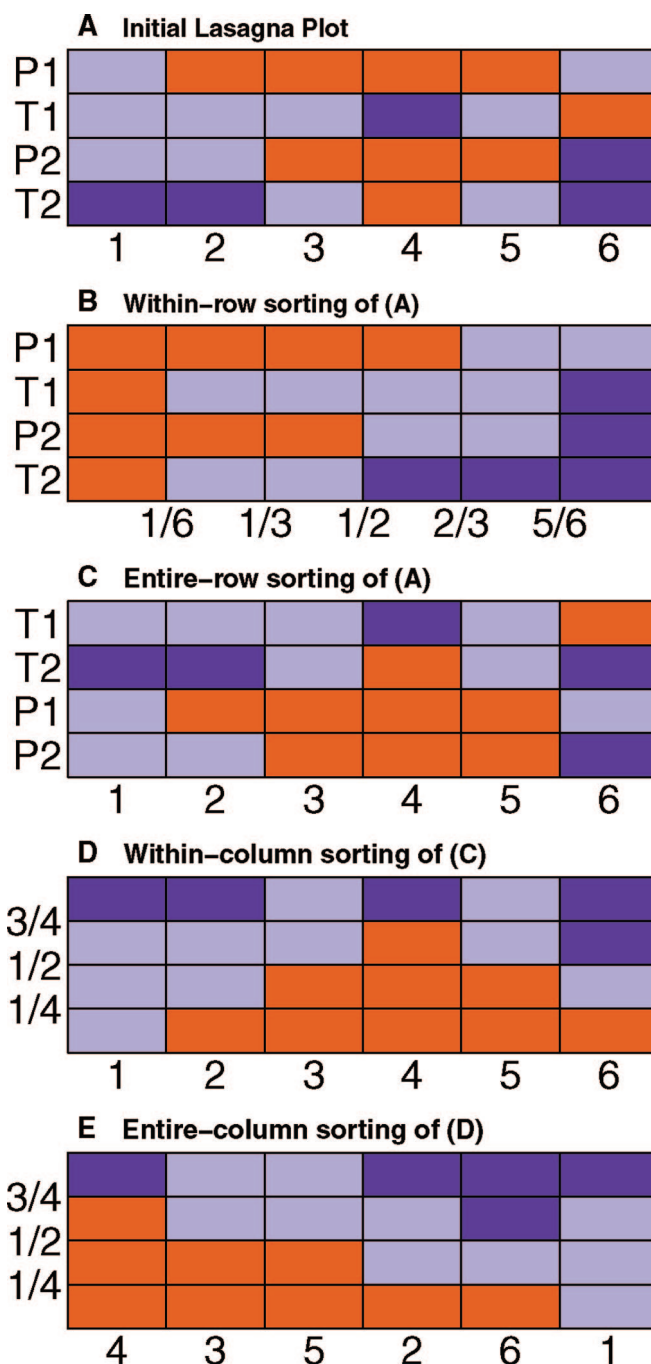 A Initial Lasagna Plot
P1
T1
P2
T2
1 2 3 4 5 6
B Within-row sorting of (A)
P1
T1
P2
T2
1/6 1/3 1/2 2/3 5/6
C Entire-row sorting of (A)
T1
T2
P1
P2
1 2 3 4 5 6
D Within-column sorting of (C)
3/4
1/2
1/4
1 2 3 4 5 6
E Entire-column sorting of (D)
3/4
1/2
1/4
4 3 5 2 6 1